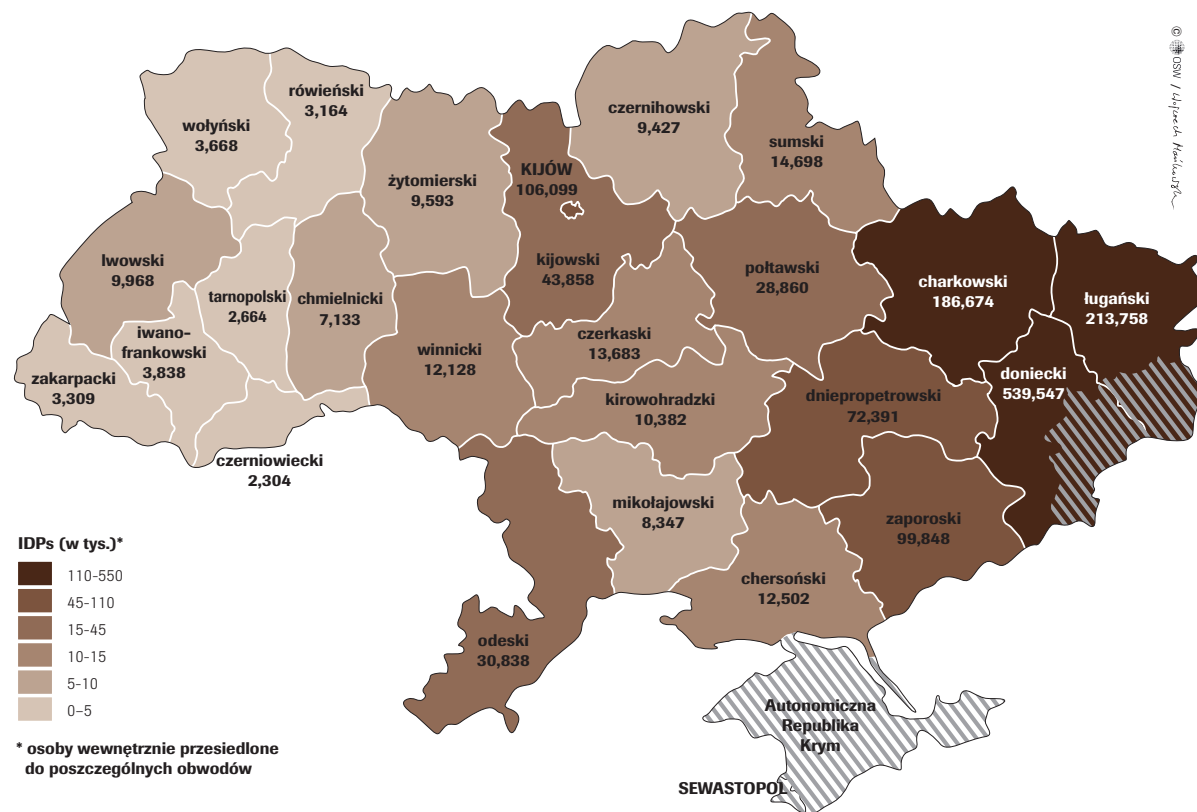 © OSW / Wojciech Mańkowski
rówieński
3,164
wołyński
3,668
czernihowski
9,427
sumski
14,698
żytomierski
9,593
KIJÓW
106,099
lwowski
9,968
kijowski
43,858
połtawski
28,860
charkowski
186,674
ługański
213,758
tarnopolski
2,664
chmielnicki
7,133
iwano-
frankowski
3,838
winnicki
12,128
czerkaski
13,683
zakarpacki
3,309
doniecki
539,547
kirowohradzki
10,382
dniepropetrowski
72,391
czerniowiecki
2,304
mikołajowski
8,347
zaporoski
99,848
chersoński
12,502
odeski
30,838
Autonomiczna
Republika
Krym
SEWASTOPOL
IDPs (w tys.)*
110-550
45-110
15-45
10-15
5-10
0–5
* osoby wewnętrznie przesiedlone
do poszczególnych obwodów